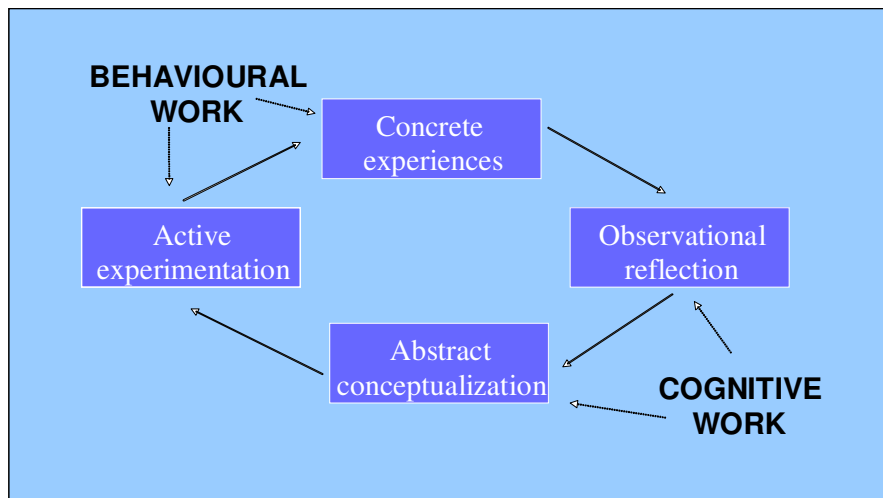 BEHAVIOURAL
WORK
Concrete
experiences
Active
experimentation
Observational
reflection
Abstract
conceptualization
COGNITIVE
WORK